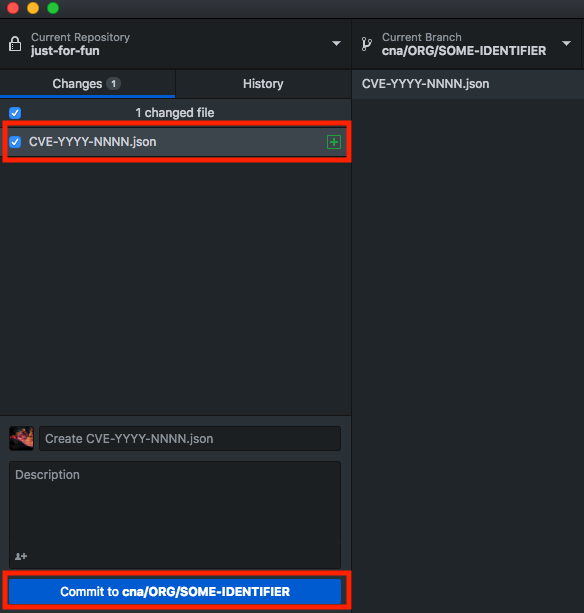 Current Repository
just-for-fun
Current Branch
cna/ORG/SOME-IDENTIFIER
Changes 1
History
CVE-YYYY-NNNN.json
1 changed file
CVE-YYYY-NNNN.json
Create CVE-YYYY-NNNN.json
Description
Commit to cna/ORG/SOME-IDENTIFIER